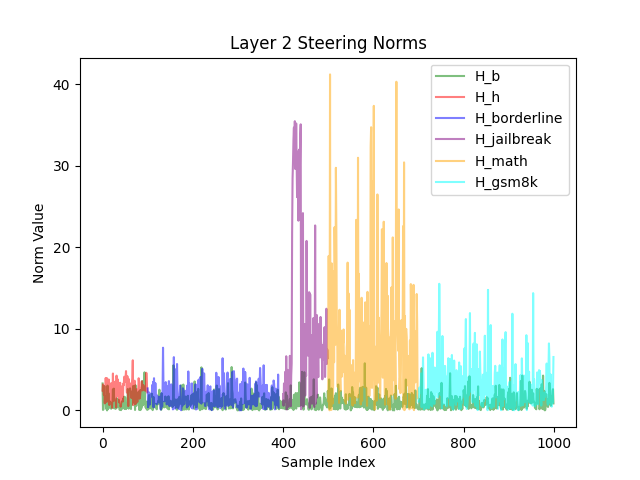 Layer 2 Steering Norms
H_b
H_h
H_borderline
H_jailbreak
H_math
H_gsm8k
Norm Value
40
30
20
10
0
0
200
400
600
800
1000
Sample Index